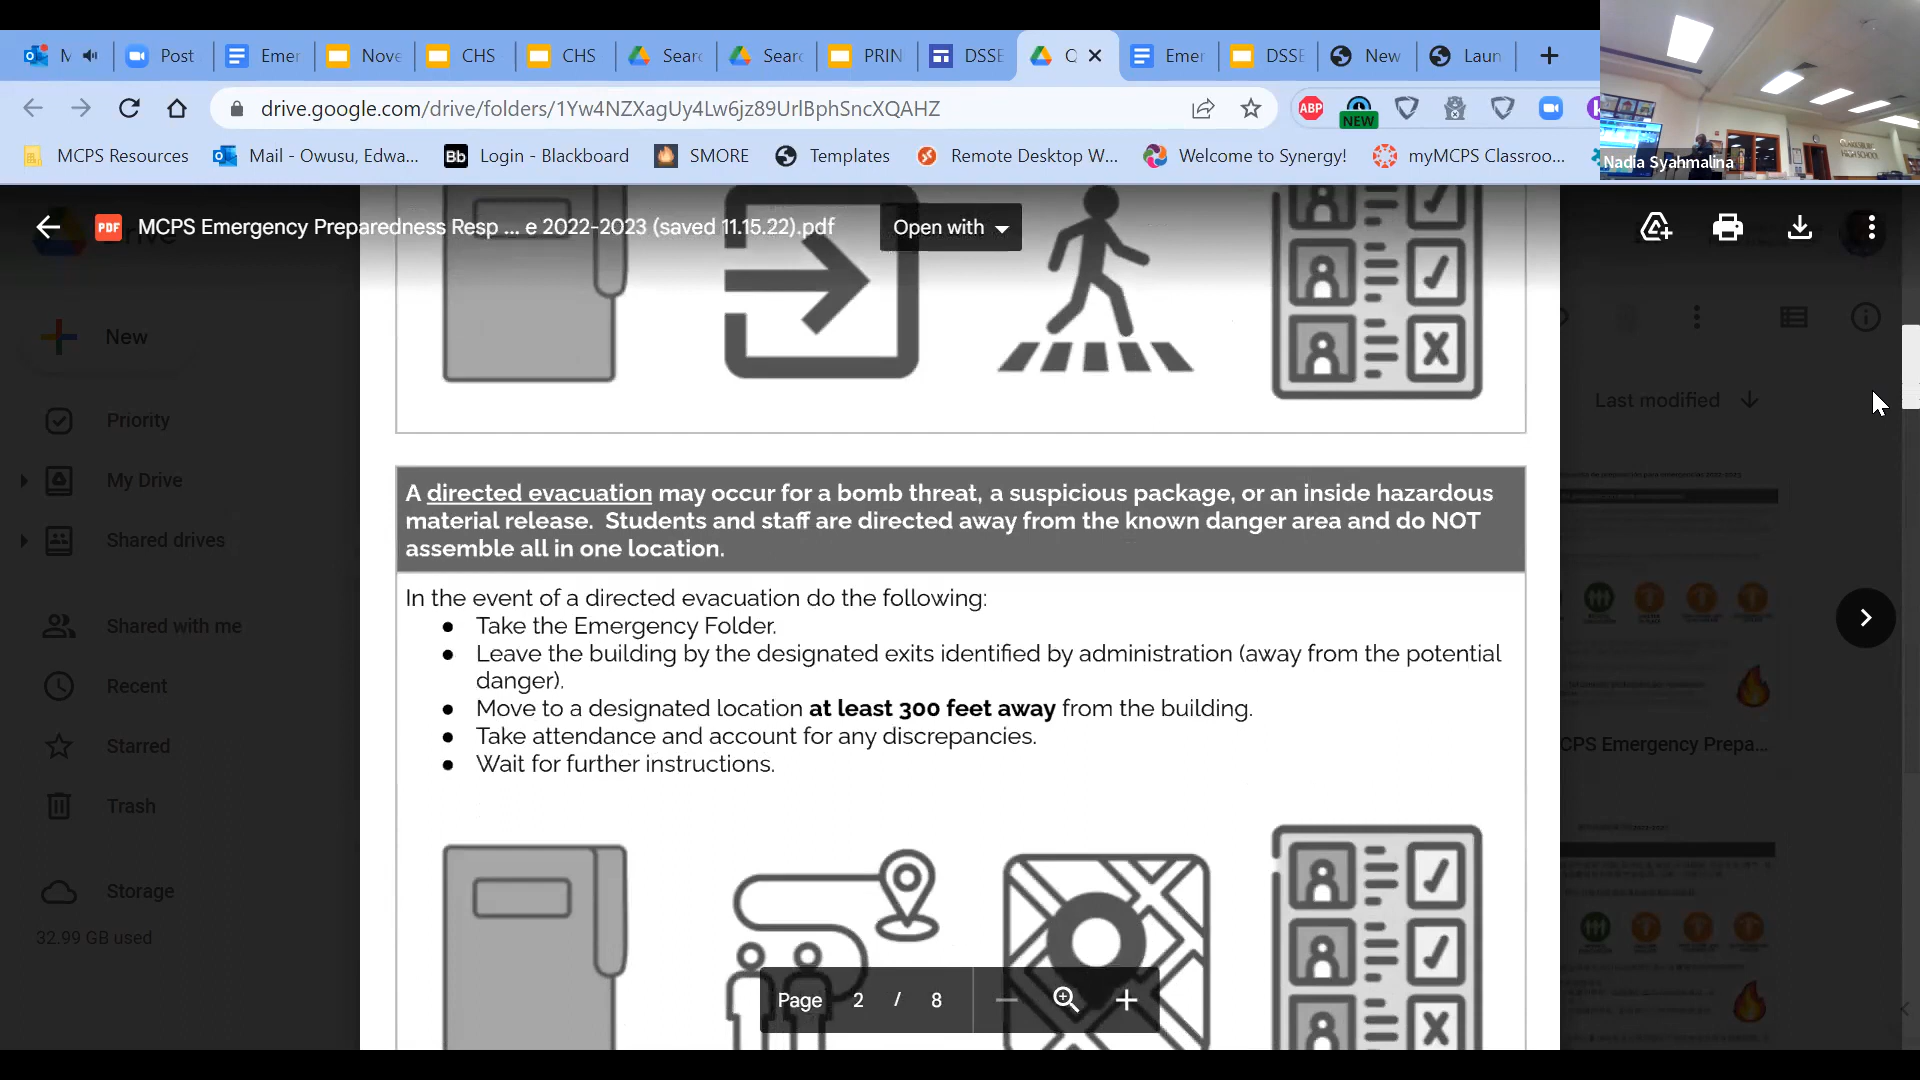 M
Post
Emer
Nove
CHS
CHS
Searc
Searc
PRIN
DSSE
Emer
DSSE
New
Laun
drive.google.com/drive/folders/1Yw4NZXagUy4Lw6jz89UrlBphSncXQAHZ
ABP
NEW
MCPS Resources
Mail - Owusu, Edwa...
Bb Login - Blackboard
SMORE
Templates
Remote Desktop W...
Welcome to Synergy!
myMCPS Classroo...
Nadia Syahmalina
PDF MCPS Emergency Preparedness Resp ... e 2022-2023 (saved 11.15.22).pdf
Open with
New
Priority
My Drive
Shared drives
Shared with me
Recent
Starred
Trash
Storage
32.99 GB used
Last modified
A directed evacuation may occur for a bomb threat, a suspicious package, or an inside hazardous
material release. Students and staff are directed away from the known danger area and do NOT
assemble all in one location.
In the event of a directed evacuation do the following:
● Take the Emergency Folder.
● Leave the building by the designated exits identified by administration (away from the potential
danger).
● Move to a designated location at least 300 feet away from the building.
● Take attendance and account for any discrepancies.
● Wait for further instructions.
CPS Emergency Prepa...
Page 2 / 8